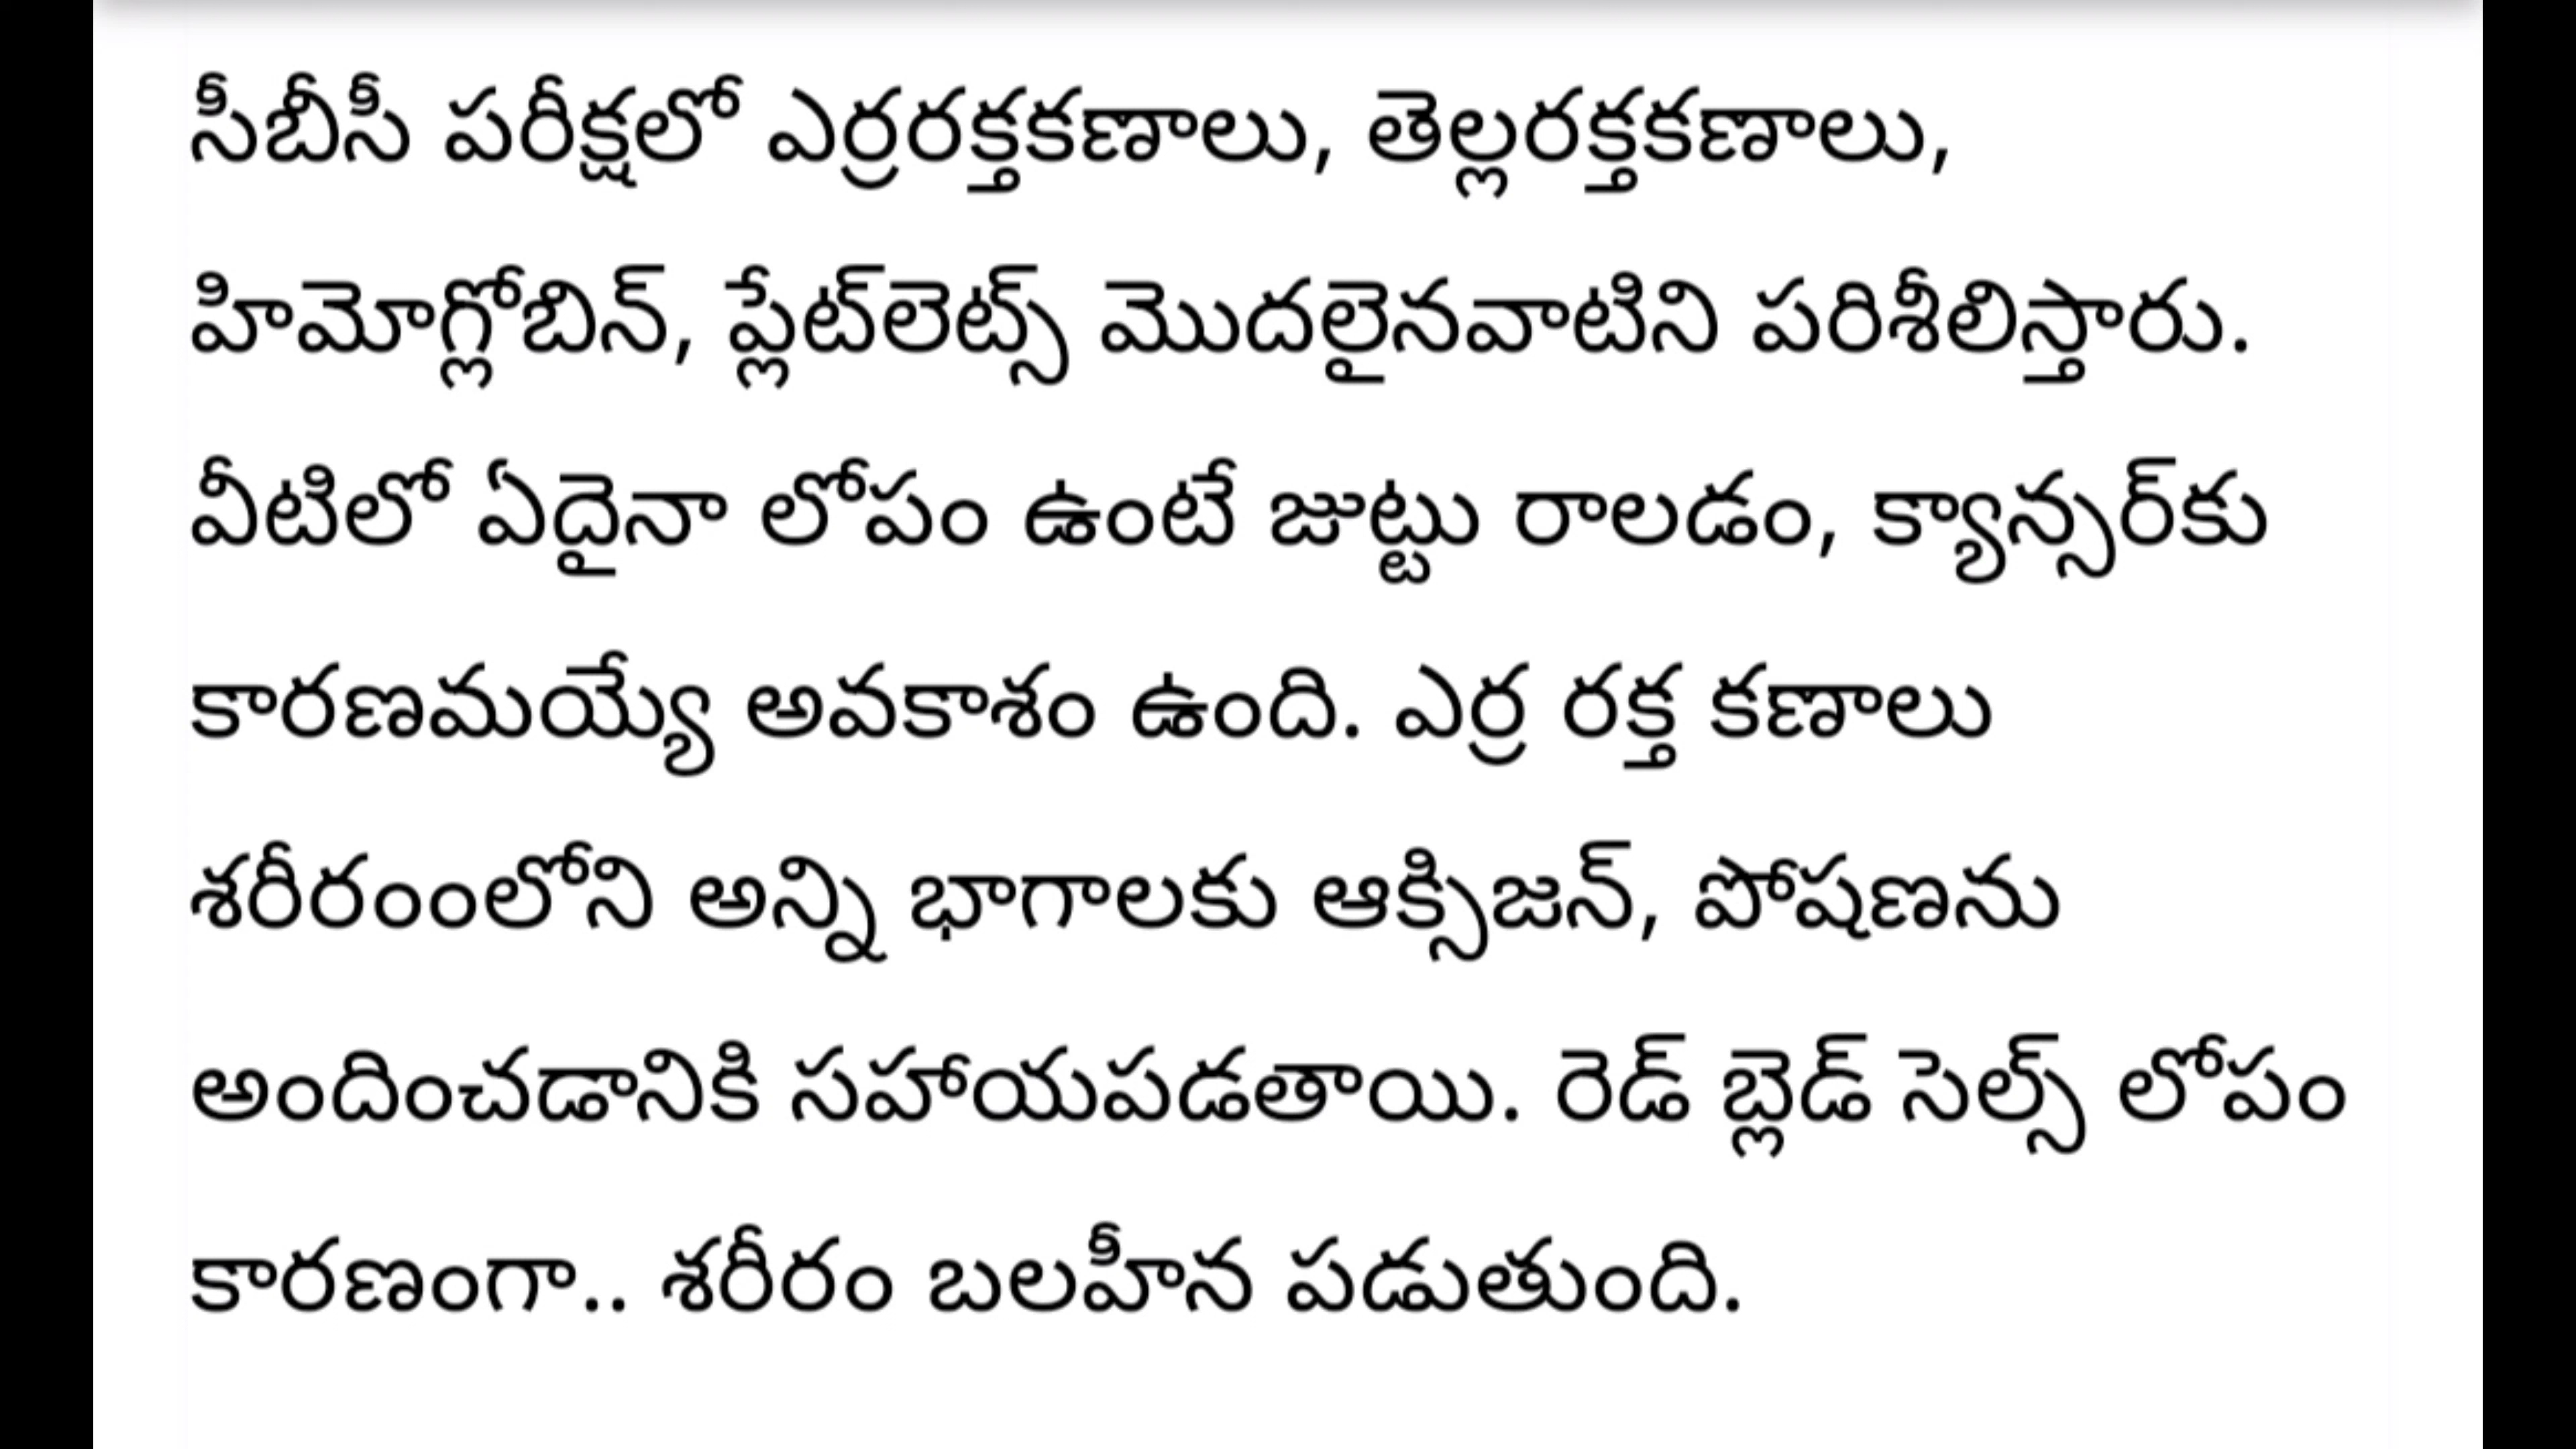 సీబీసీ పరీక్షలో ఎర్రరక్తకణాలు, తెల్లరక్తకణాలు,
హిమోగ్లోబిన్, ప్లేట్‌లెట్స్ మొదలైనవాటిని పరిశీలిస్తారు.
వీటిలో ఏదైనా లోపం ఉంటే జుట్టు రాలడం, క్యాన్సర్‌కు
కారణమయ్యే అవకాశం ఉంది. ఎర్ర రక్త కణాలు
శరీరంంలోని అన్ని భాగాలకు ఆక్సిజన్, పోషణను
అందించడానికి సహాయపడతాయి. రెడ్ బ్లెడ్ సెల్స్ లోపం
కారణంగా.. శరీరం బలహీన పడుతుంది.